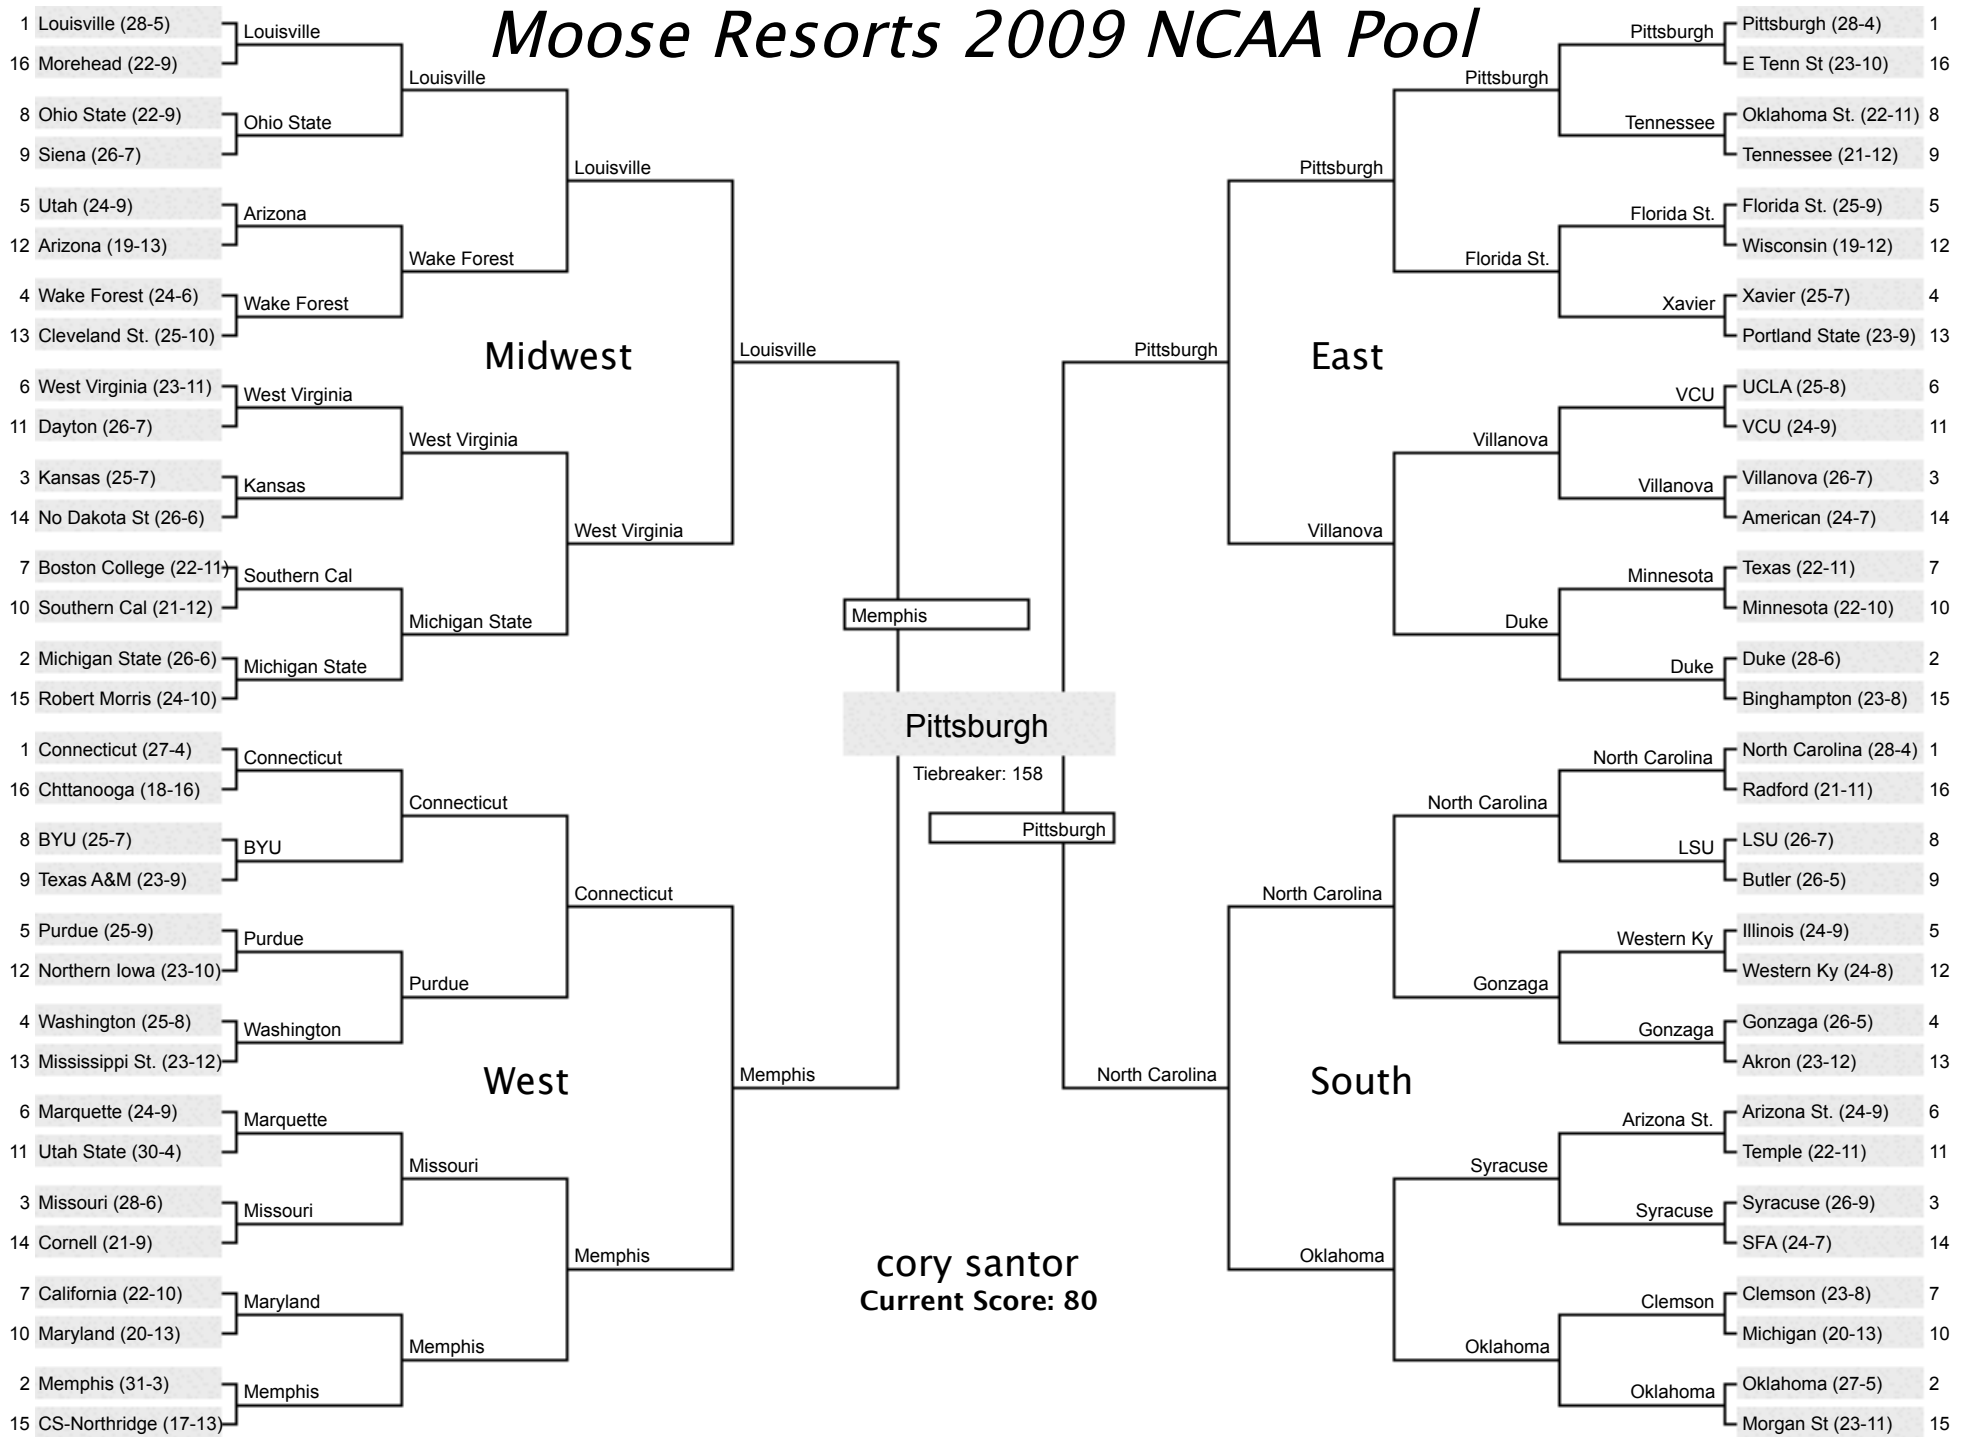 Moose Resorts 2009 NCAA Pool
1 Louisville (28-5)
16 Morehead (22-9)
8 Ohio State (22-9)
9 Siena (26-7)
5 Utah (24-9)
12 Arizona (19-13)
4 Wake Forest (24-6)
13 Cleveland St. (25-10)
6 West Virginia (23-11)
11 Dayton (26-7)
3 Kansas (25-7)
14 No Dakota St (26-6)
7 Boston College (22-11)
10 Southern Cal (21-12)
2 Michigan State (26-6)
15 Robert Morris (24-10)
Louisville
Ohio State
Arizona
Wake Forest
West Virginia
Kansas
Southern Cal
Michigan State
Louisville
Wake Forest
West Virginia
Michigan State
Louisville
West Virginia
Midwest
Louisville
1 Connecticut (27-4)
16 Chttanooga (18-16)
8 BYU (25-7)
9 Texas A&M (23-9)
5 Purdue (25-9)
12 Northern Iowa (23-10)
4 Washington (25-8)
13 Mississippi St. (23-12)
6 Marquette (24-9)
11 Utah State (30-4)
3 Missouri (28-6)
14 Cornell (21-9)
7 California (22-10)
10 Maryland (20-13)
2 Memphis (31-3)
15 CS-Northridge (17-13)
Connecticut
BYU
Purdue
Washington
Marquette
Missouri
Maryland
Memphis
Connecticut
Purdue
Missouri
Memphis
Connecticut
Memphis
West
Memphis
Memphis
Pittsburgh
Tiebreaker: 158
Pittsburgh
cory santor
Current Score: 80
Pittsburgh (28-4) 1
E Tenn St (23-10) 16
Oklahoma St. (22-11) 8
Tennessee (21-12) 9
Florida St. (25-9) 5
Wisconsin (19-12) 12
Xavier (25-7) 4
Portland State (23-9) 13
UCLA (25-8) 6
VCU (24-9) 11
Villanova (26-7) 3
American (24-7) 14
Texas (22-11) 7
Minnesota (22-10) 10
Duke (28-6) 2
Binghampton (23-8) 15
Pittsburgh
Tennessee
Florida St.
Xavier
VCU
Villanova
Minnesota
Duke
Pittsburgh
Florida St.
Villanova
Duke
Pittsburgh
Villanova
East
Pittsburgh
North Carolina (28-4) 1
Radford (21-11) 16
LSU (26-7) 8
Butler (26-5) 9
Illinois (24-9) 5
Western Ky (24-8) 12
Gonzaga (26-5) 4
Akron (23-12) 13
Arizona St. (24-9) 6
Temple (22-11) 11
Syracuse (26-9) 3
SFA (24-7) 14
Clemson (23-8) 7
Michigan (20-13) 10
Oklahoma (27-5) 2
Morgan St (23-11) 15
North Carolina
LSU
Western Ky
Gonzaga
Arizona St.
Syracuse
Clemson
Oklahoma
North Carolina
Gonzaga
Syracuse
Oklahoma
North Carolina
Oklahoma
South
North Carolina